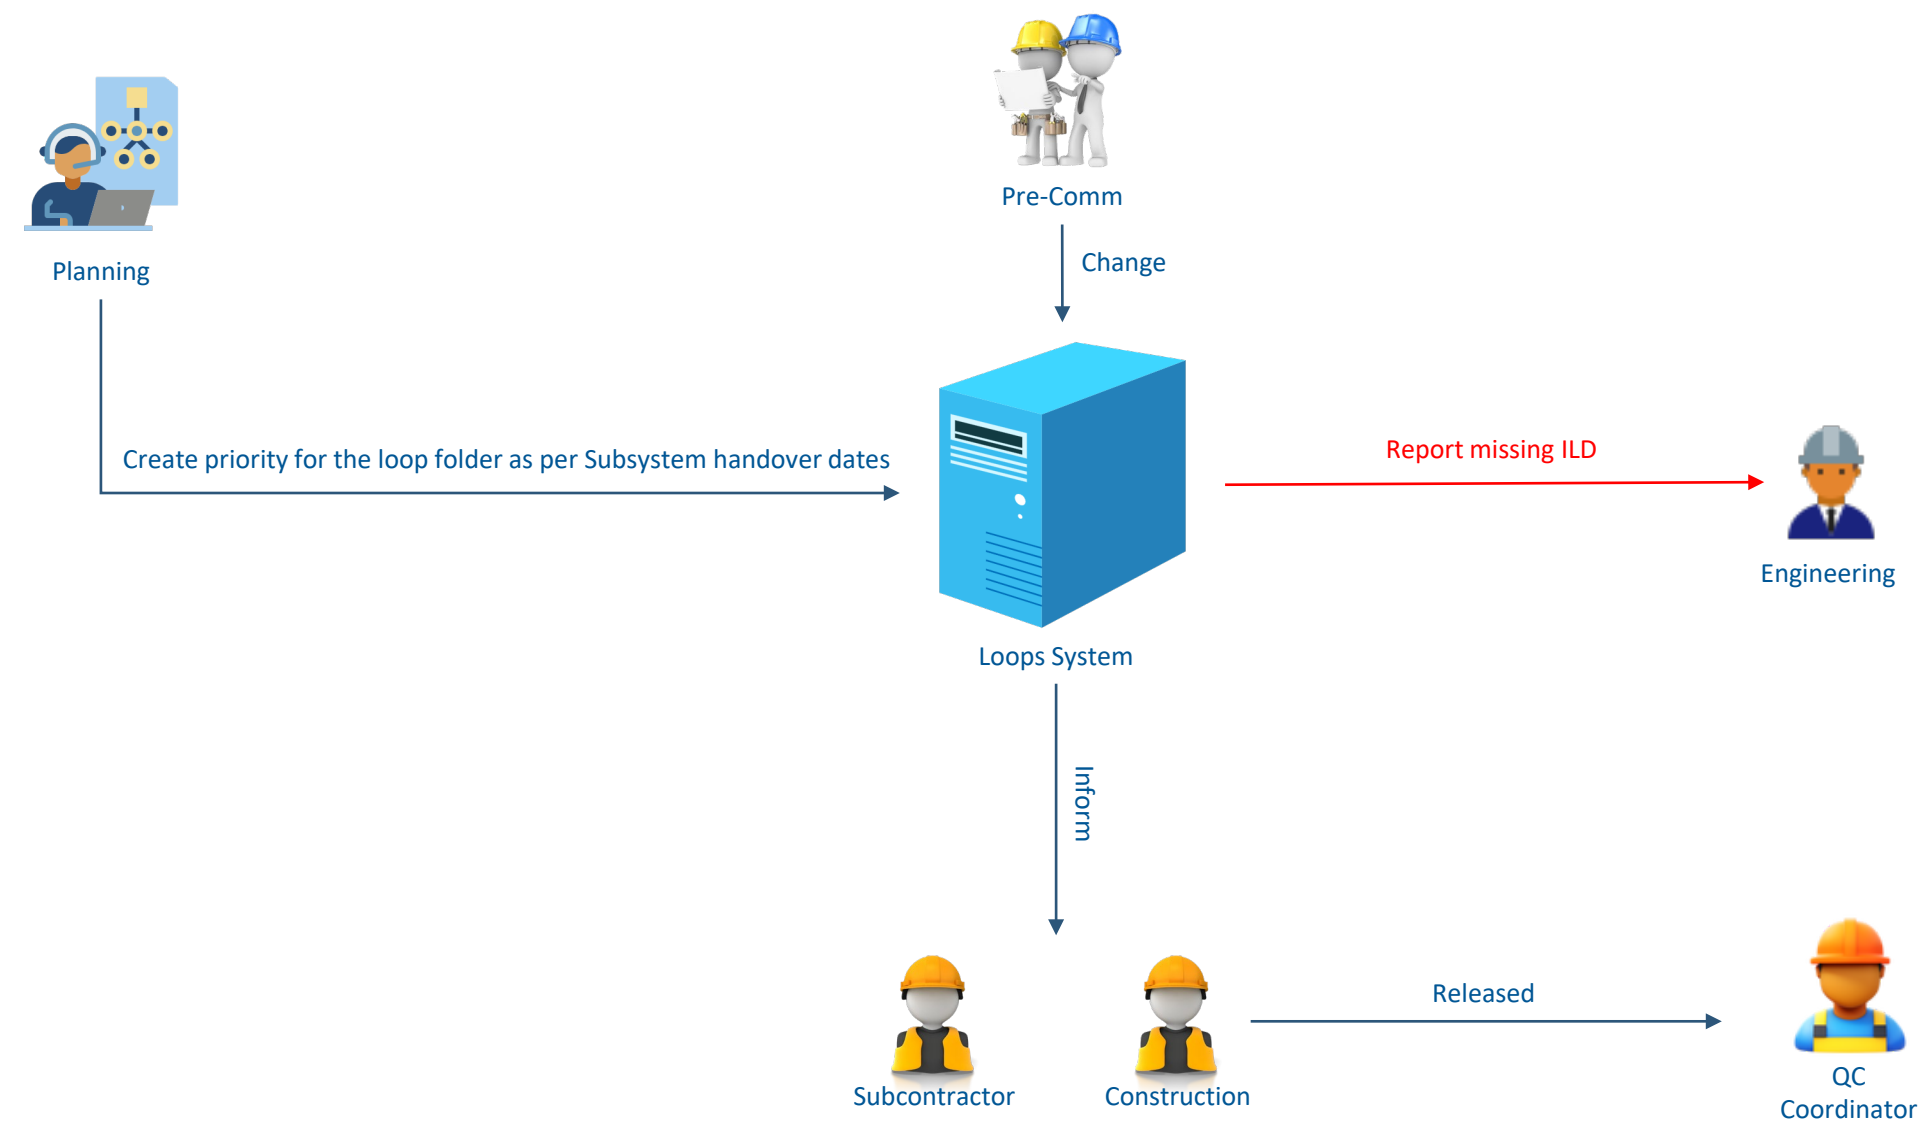 Pre-Comm
Planning
Change
Create priority for the loop folder as per Subsystem handover dates
Report missing ILD
Engineering
Loops System
Inform
Released
Subcontractor
Construction
QC
Coordinator